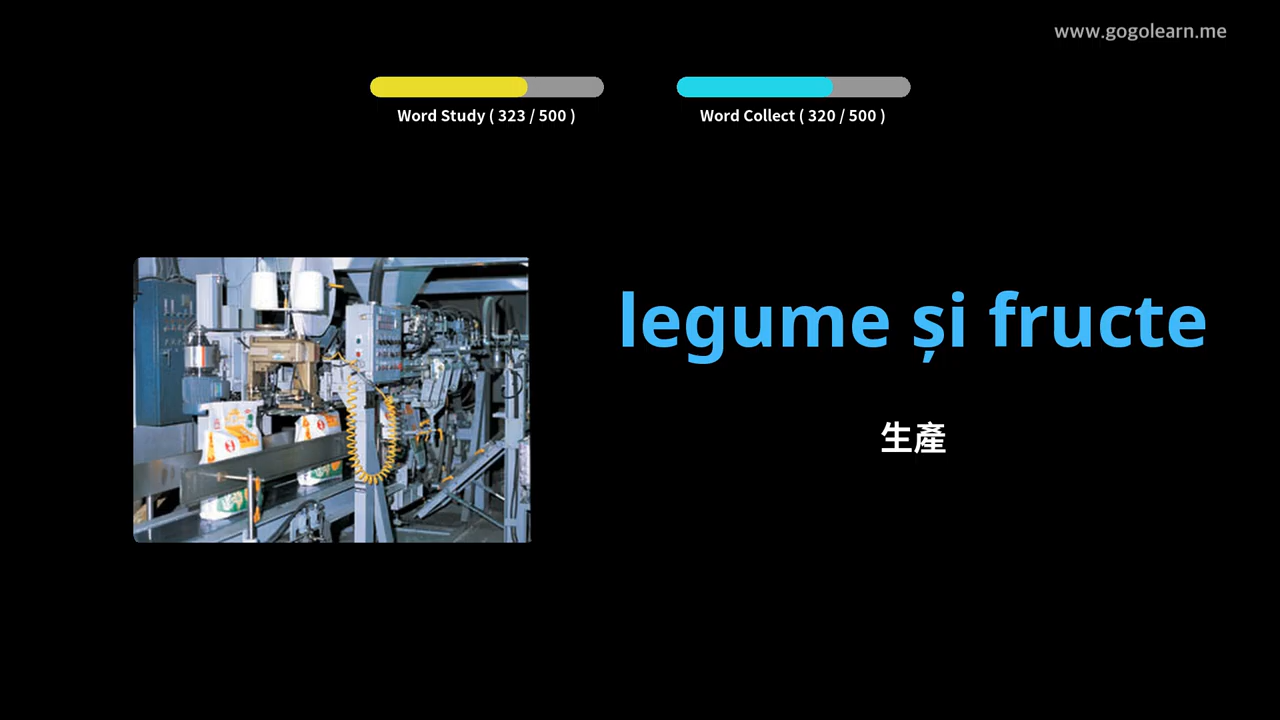 www.gogolearn.me
Word Study ( 323 / 500 )
Word Collect ( 320 / 500 )
legume și fructe
生產